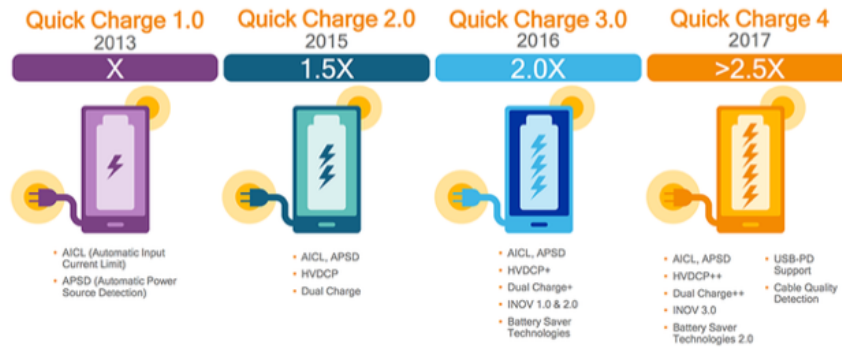 Quick Charge 1.0
2013
X
AICL (Automatic Input
Current Limit)
APSD (Automatic Power
Source Detection)
Quick Charge 2.0
2015
1.5X
AICL, APSD
HVDCP
Dual Charge
Quick Charge 3.0
2016
2.0X
AICL, APSD
HVDCP+
Dual Charge+
INOV 1.0 & 2.0
Battery Saver
Technologies
Quick Charge 4
2017
>2.5X
AICL, APSD
HVDCP++
Dual Charge++
INOV 3.0
Battery Saver
Technologies 2.0
USB-PD
Support
Cable Quality
Detection